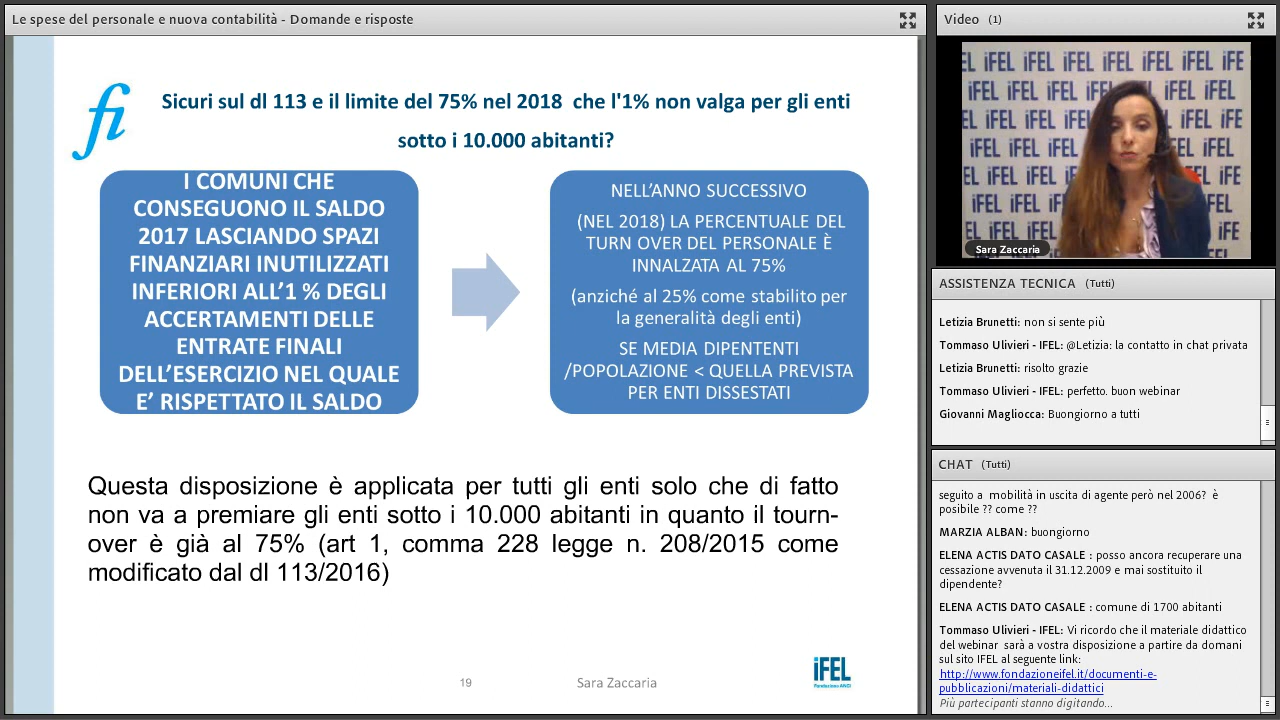 Le spese del personale e nuova contabilità - Domande e risposte
Sicuri sul dl 113 e il limite del 75% nel 2018 che l'1% non valga per gli enti
sotto i 10.000 abitanti?
I COMUNI CHE
CONSEGUONO IL SALDO
2017 LASCIANDO SPAZI
FINANZIARI INUTILIZZATI
INFERIORI ALL’1 % DEGLI
ACCERTAMENTI DELLE
ENTRATE FINALI
DELL’ESERCIZIO NEL QUALE
E’ RISPETTATO IL SALDO
NELL’ANNO SUCCESSIVO
(NEL 2018) LA PERCENTUALE DEL
TURN OVER DEL PERSONALE È
INNALZATA AL 75%
(anziché al 25% come stabilito per
la generalità degli enti)
SE MEDIA DIPENTENTI
/POPOLAZIONE < QUELLA PREVISTA
PER ENTI DISSESTATI
Questa disposizione è applicata per tutti gli enti solo che di fatto
non va a premiare gli enti sotto i 10.000 abitanti in quanto il tourn-
over è già al 75% (art 1, comma 228 legge n. 208/2015 come
modificato dal dl 113/2016)
19
Sara Zaccaria
iFEL
Fondazione ANCI
Video (1)
iFEL iFEL iFEL iFEL iFEL
Sara Zaccaria
ASSISTENZA TECNICA (Tutti)
Letizia Brunetti: non si sente più
Tommaso Ulivieri - IFEL: @Letizia: la contatto in chat privata
Letizia Brunetti: risolto grazie
Tommaso Ulivieri - IFEL: perfetto. buon webinar
Giovanni Magliocca: Buongiorno a tutti
CHAT (Tutti)
seguito a mobilità in uscita di agente però nel 2006? è
posibile ?? come ??
MARZIA ALBAN: buongiorno
ELENA ACTIS DATO CASALE : posso ancora recuperare una
cessazione avvenuta il 31.12.2009 e mai sostituito il
dipendente?
ELENA ACTIS DATO CASALE : comune di 1700 abitanti
Tommaso Ulivieri - IFEL: Vi ricordo che il materiale didattico
del webinar sarà a vostra disposizione a partire da domani
sul sito IFEL al seguente link:
http://www.fondazioneifel.it/documenti-e-
pubblicazioni/materiali-didattici
Più partecipanti stanno digitando...